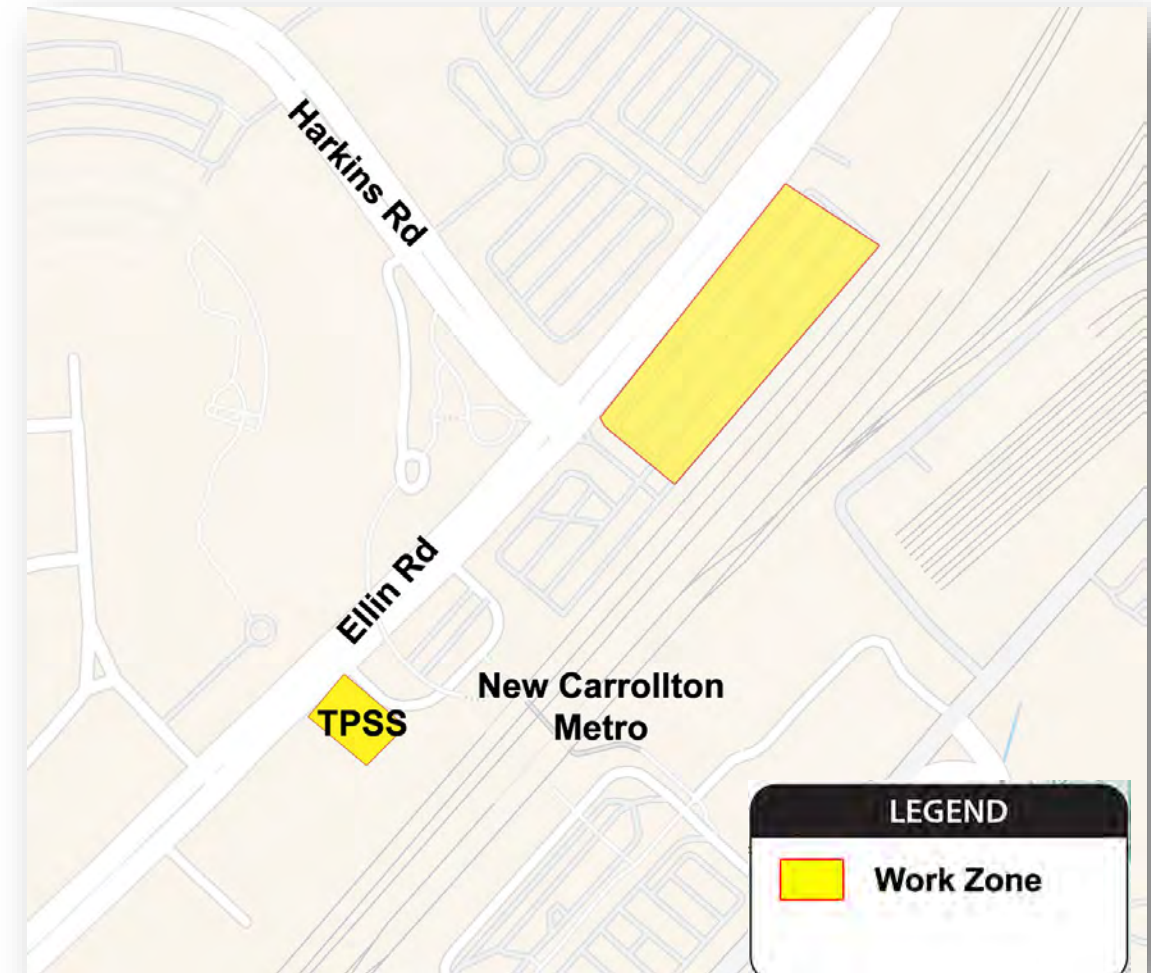 Harkins Rd
Ellin Rd
New Carrollton
Metro
TPSS
LEGEND
Work Zone